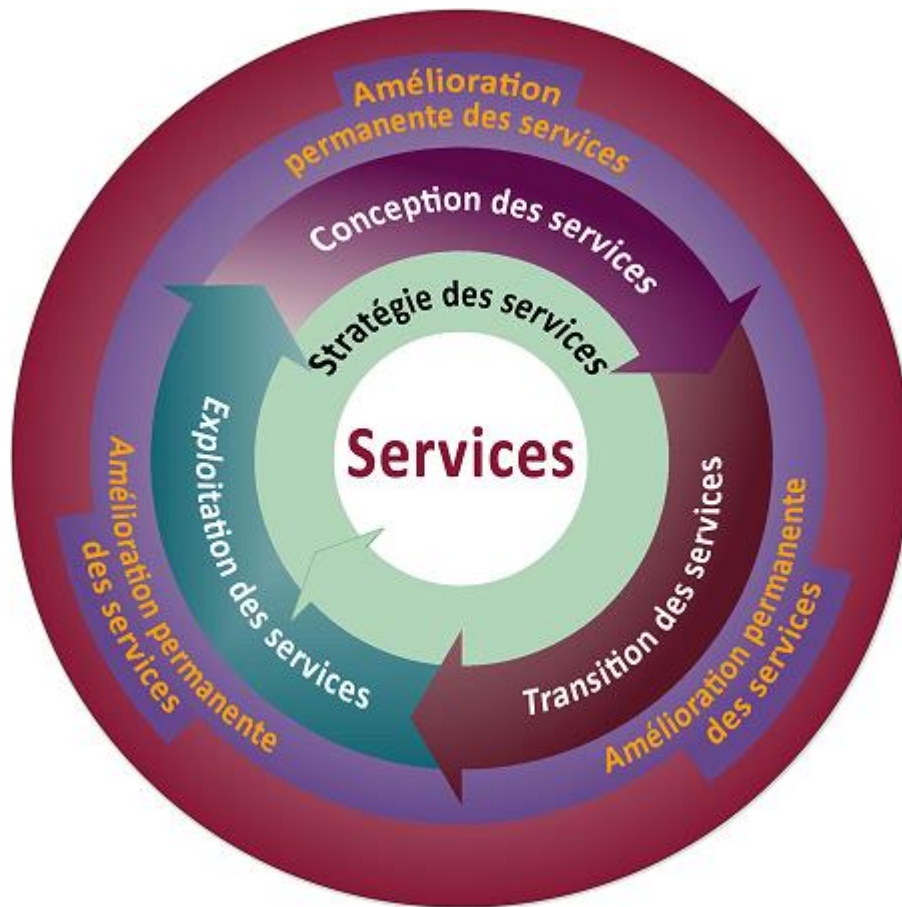 Amélioration
permanente des services
Conception des services
Stratégie des services
Services
Exploitation des services
Transition des services
Amélioration permanente
des services
Amélioration permanente
des services